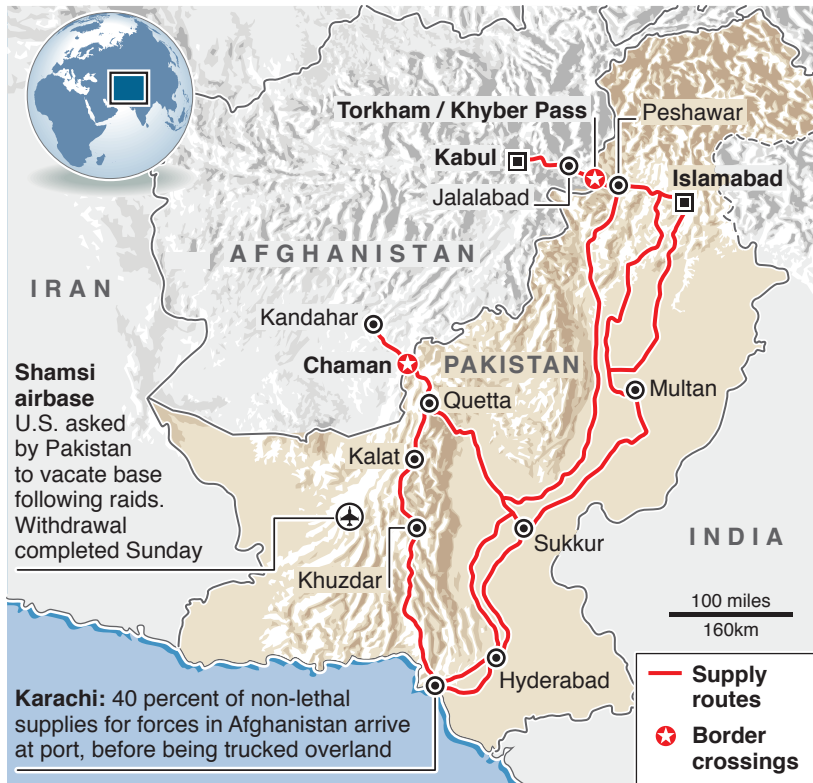 Torkham / Khyber Pass
Peshawar
Kabul
Jalalabad
Islamabad
AFGHANISTAN
IRAN
Kandahar
Chaman
PAKISTAN
Shamsi
airbase
U.S. asked
by Pakistan
to vacate base
following raids.
Withdrawal
completed Sunday
Quetta
Multan
Kalat
Sukkur
INDIA
Khuzdar
100 miles
160km
Hyderabad
Karachi: 40 percent of non-lethal
supplies for forces in Afghanistan arrive
at port, before being trucked overland
Supply
routes
Border
crossings